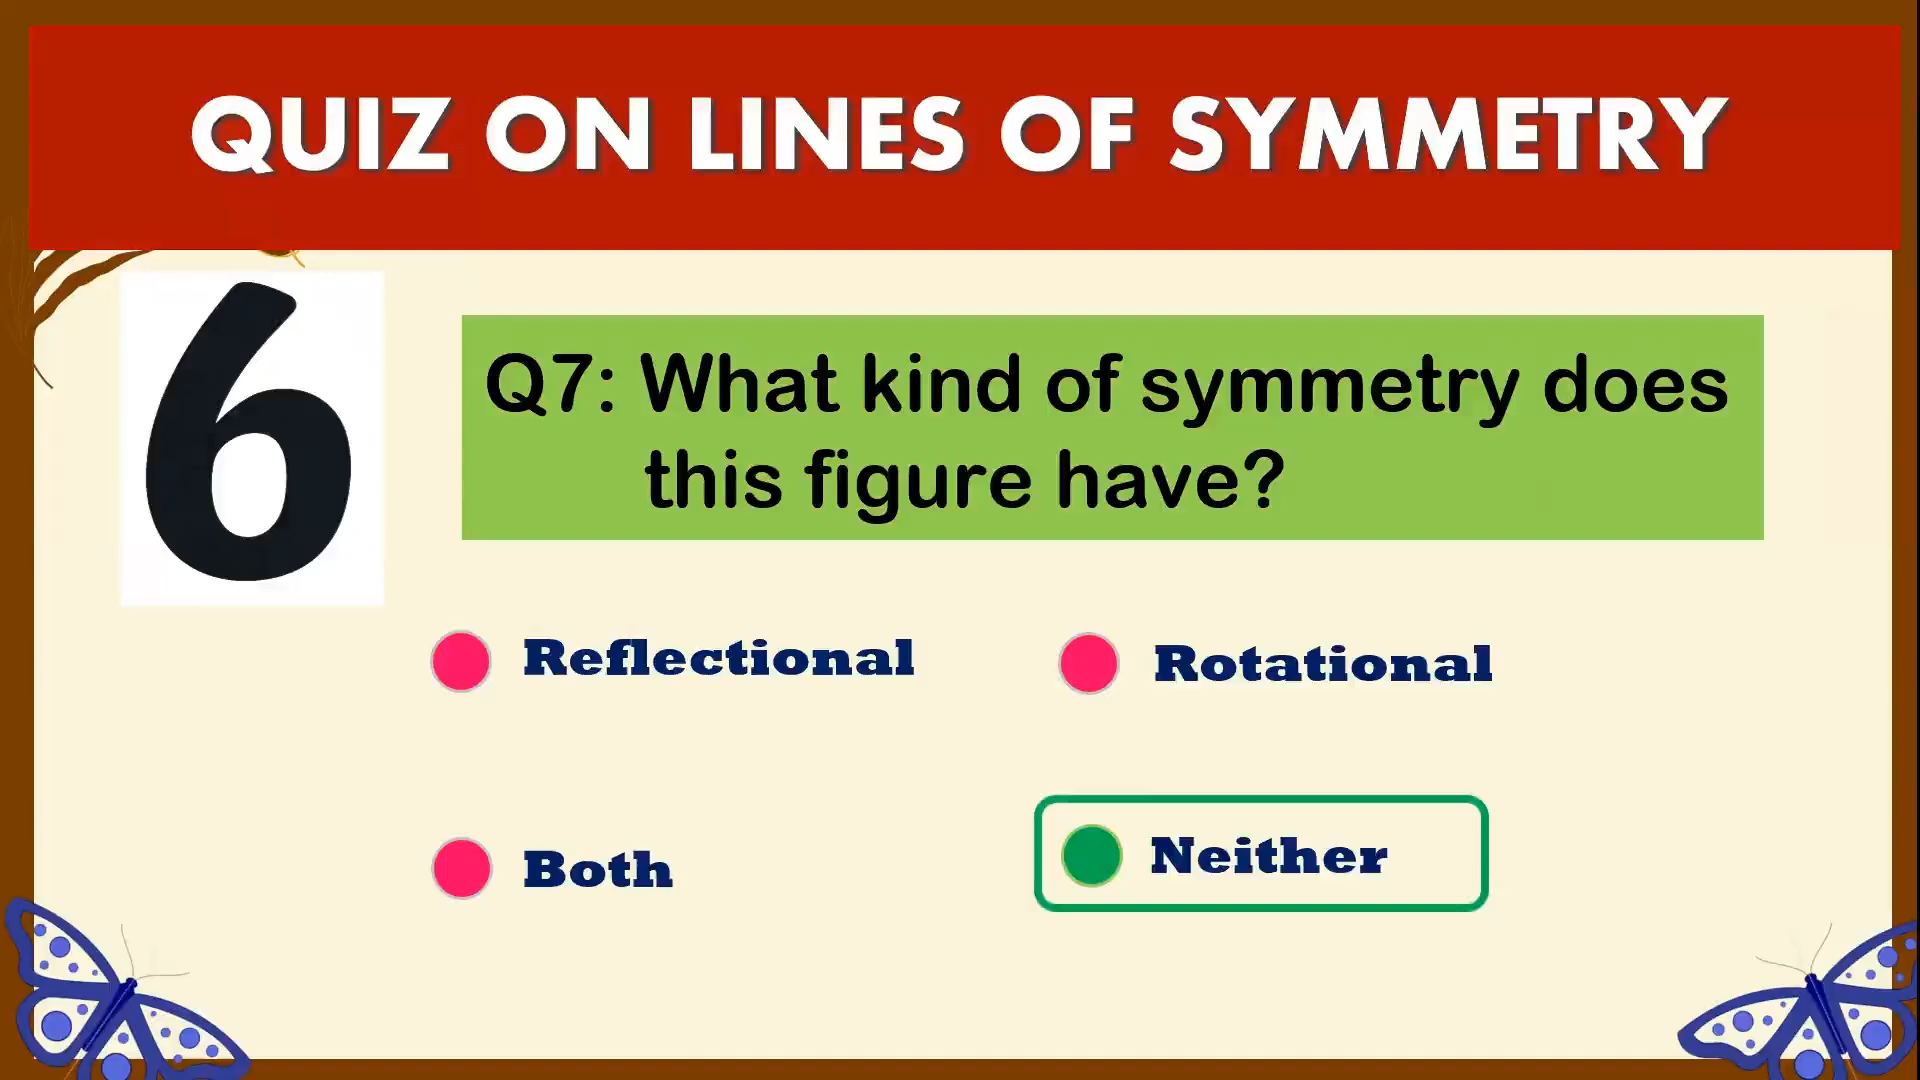 QUIZ ON LINES OF SYMMETRY
6
Q7: What kind of symmetry does
this figure have?
Reflectional
Rotational
Both
Neither